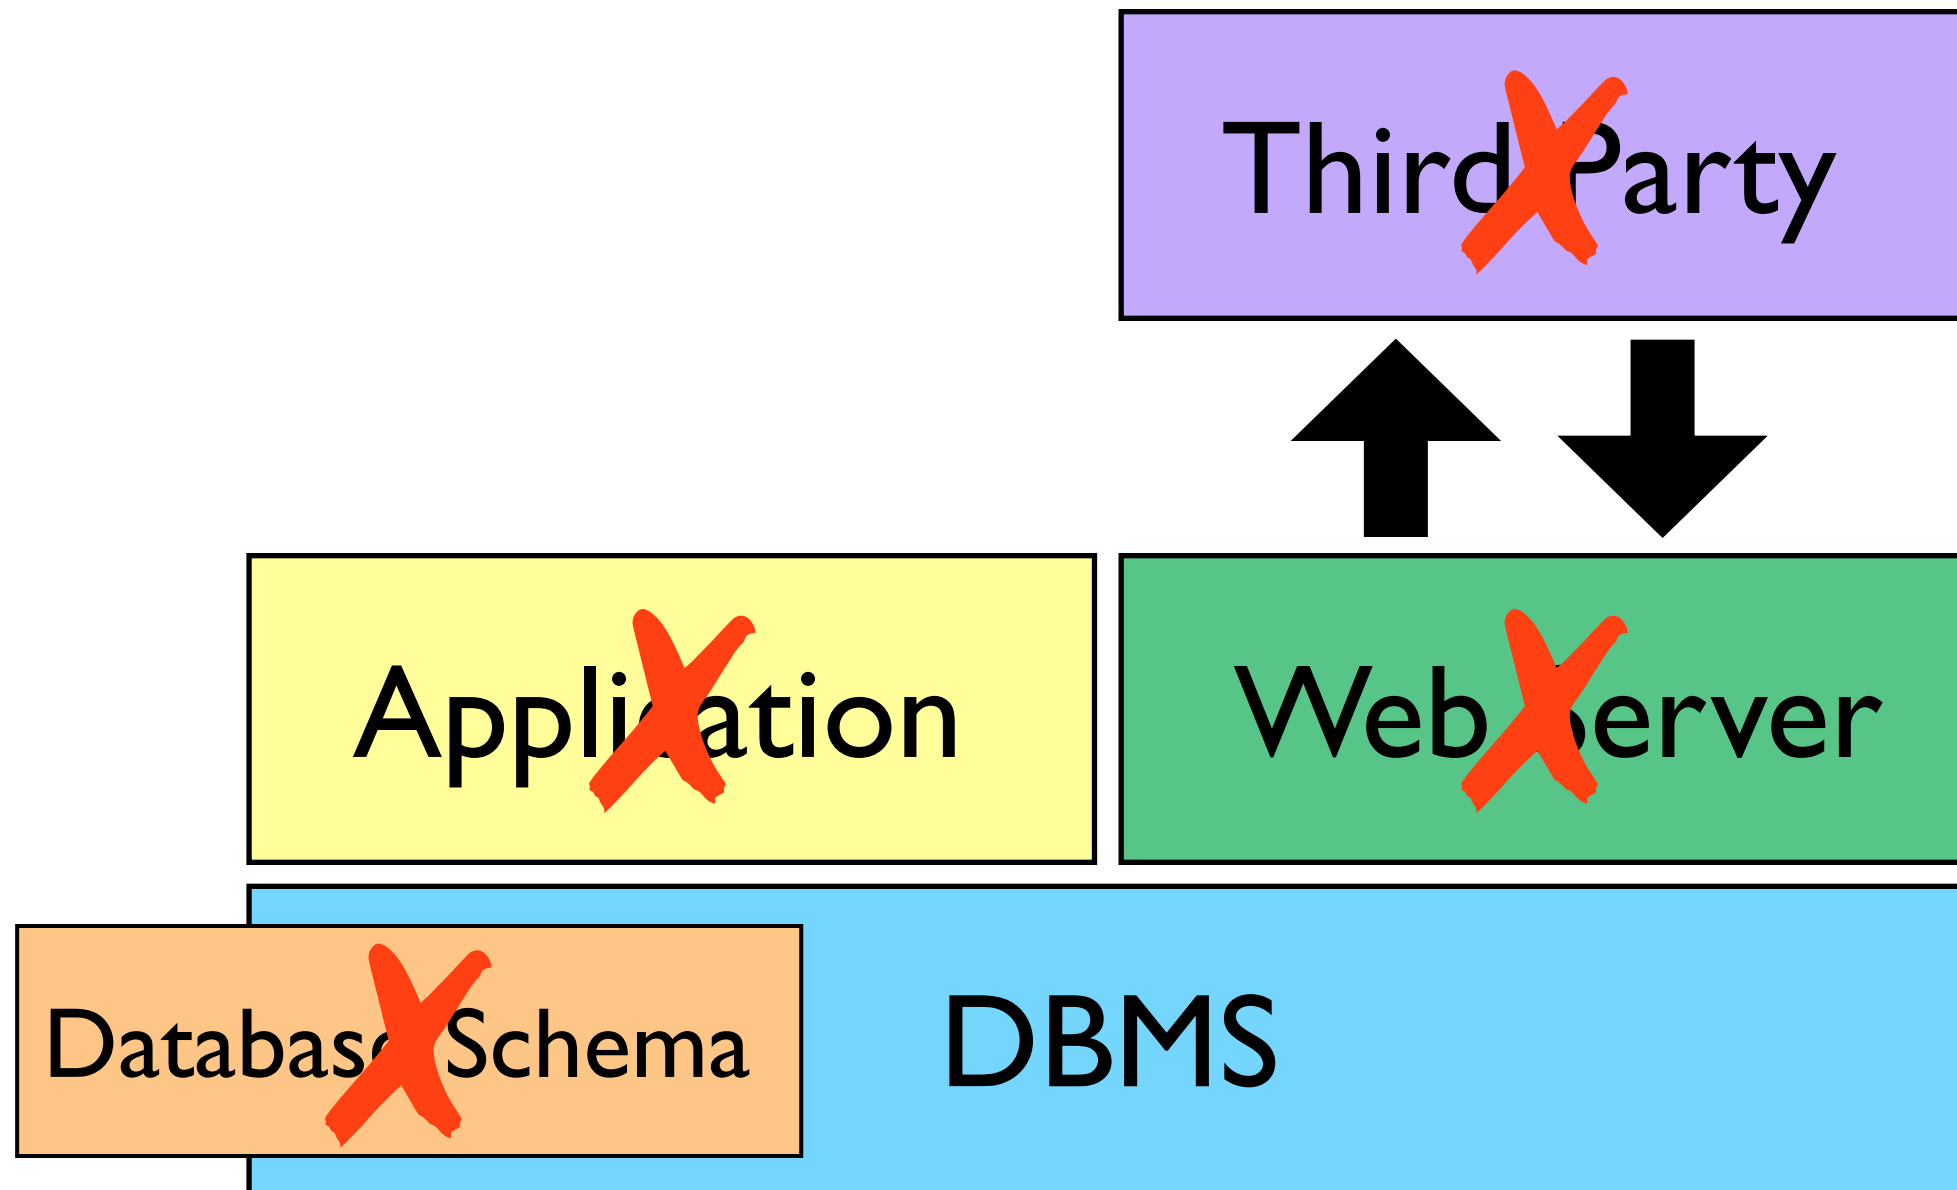 Third Party
Application
Web Server
Database Schema
DBMS